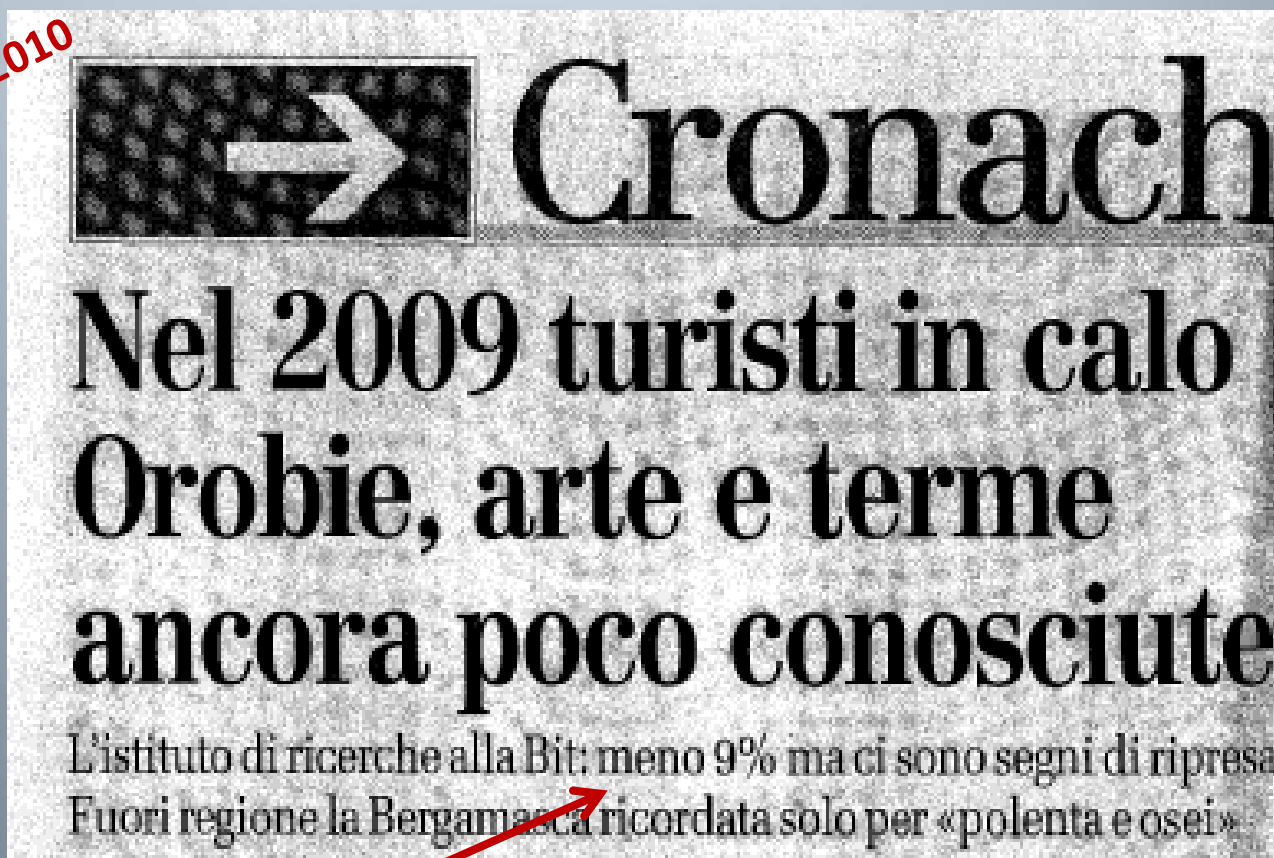 2010
Cronach
Nel 2009 turisti in calo
Orobie, arte e terme
ancora poco conosciute
L'istituto di ricerche alla Bit: meno 9% ma ci sono segni di ripresa
Fuori regione la Bergamasca ricordata solo per «polenta e osei»